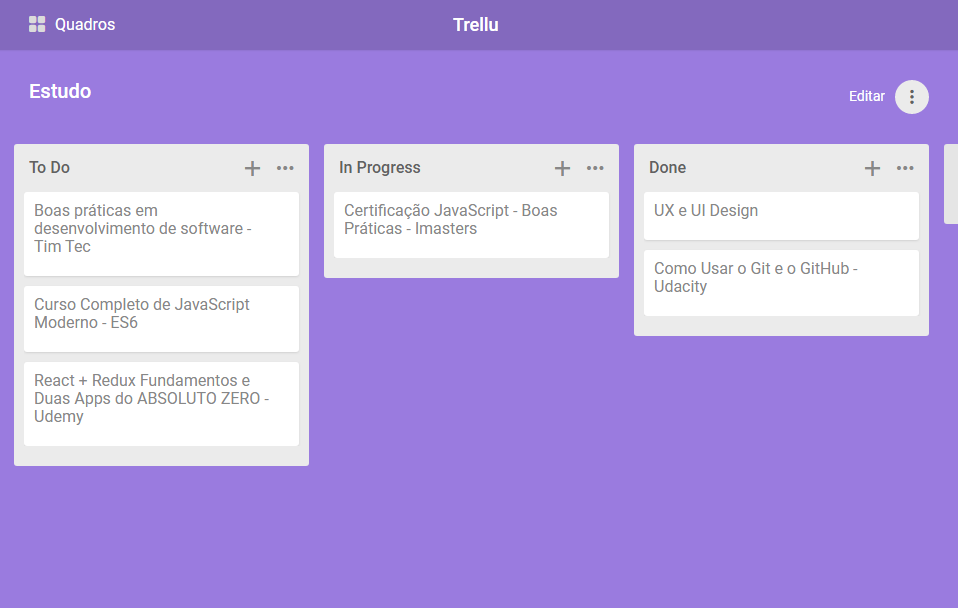 Quadros
Trellu
Estudo
Editar
To Do
Boas práticas em
desenvolvimento de software -
Tim Tec
Curso Completo de JavaScript
Moderno - ES6
React + Redux Fundamentos e
Duas Apps do ABSOLUTO ZERO -
Udemy
In Progress
Certificação JavaScript - Boas
Práticas - Imasters
Done
UX e UI Design
Como Usar o Git e o GitHub -
Udacity